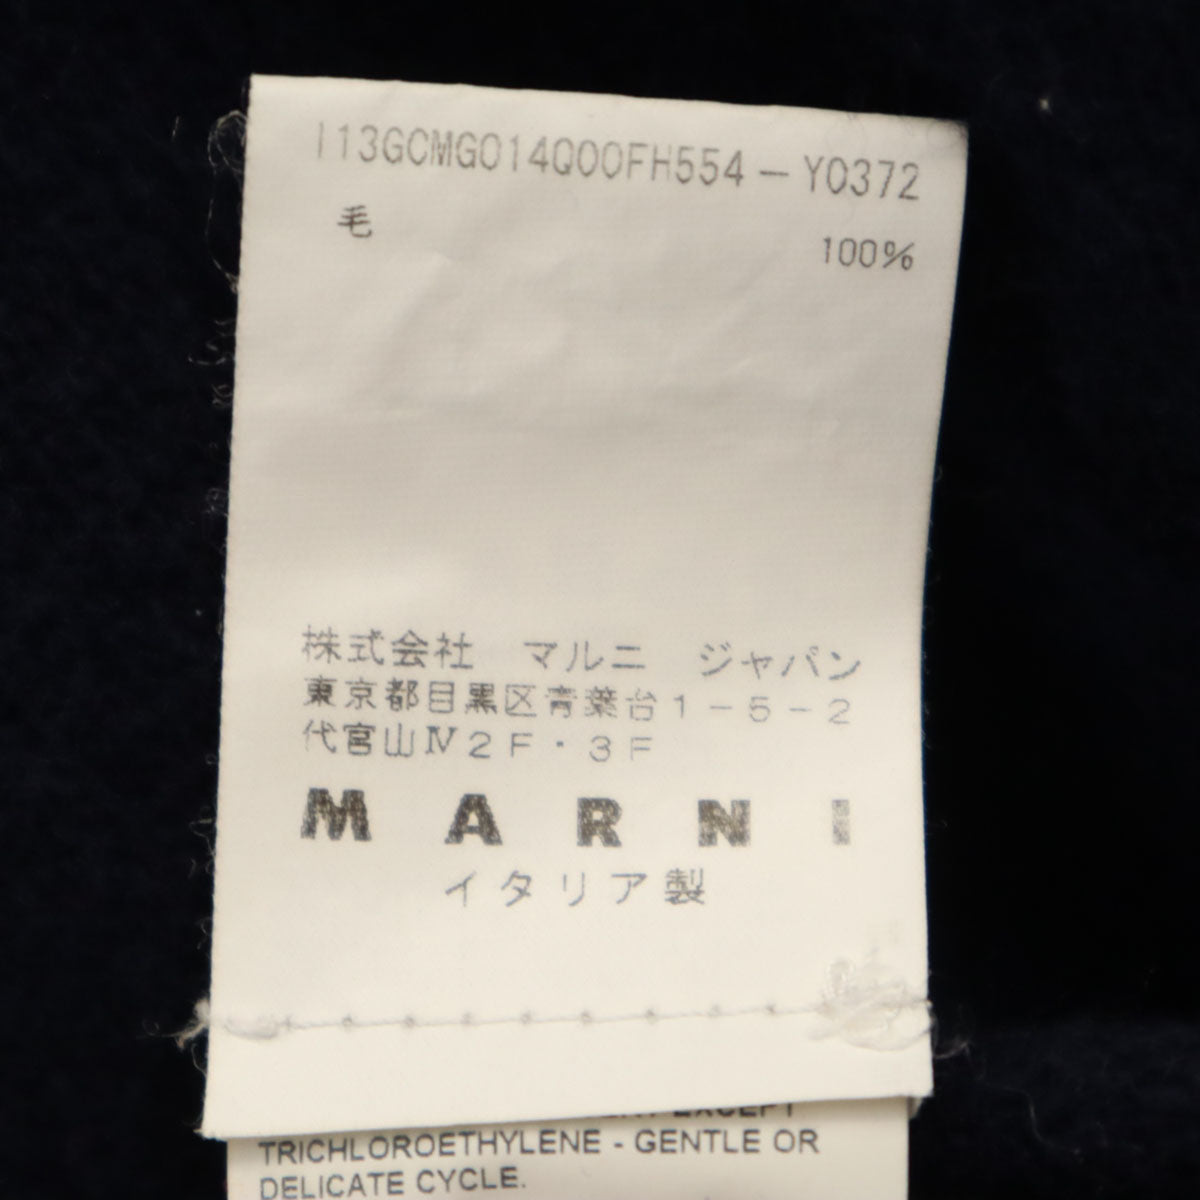 I13GCMG014Q00FH554-Y0372
毛 100%
株式会社 マルニ ジャパン
東京都目黒区青葉台1-5-2
代官山Ⅳ2F・3F
MARNI
イタリア製
EXCEPT
TRICHLOROETHYLENE - GENTLE OR
DELICATE CYCLE.